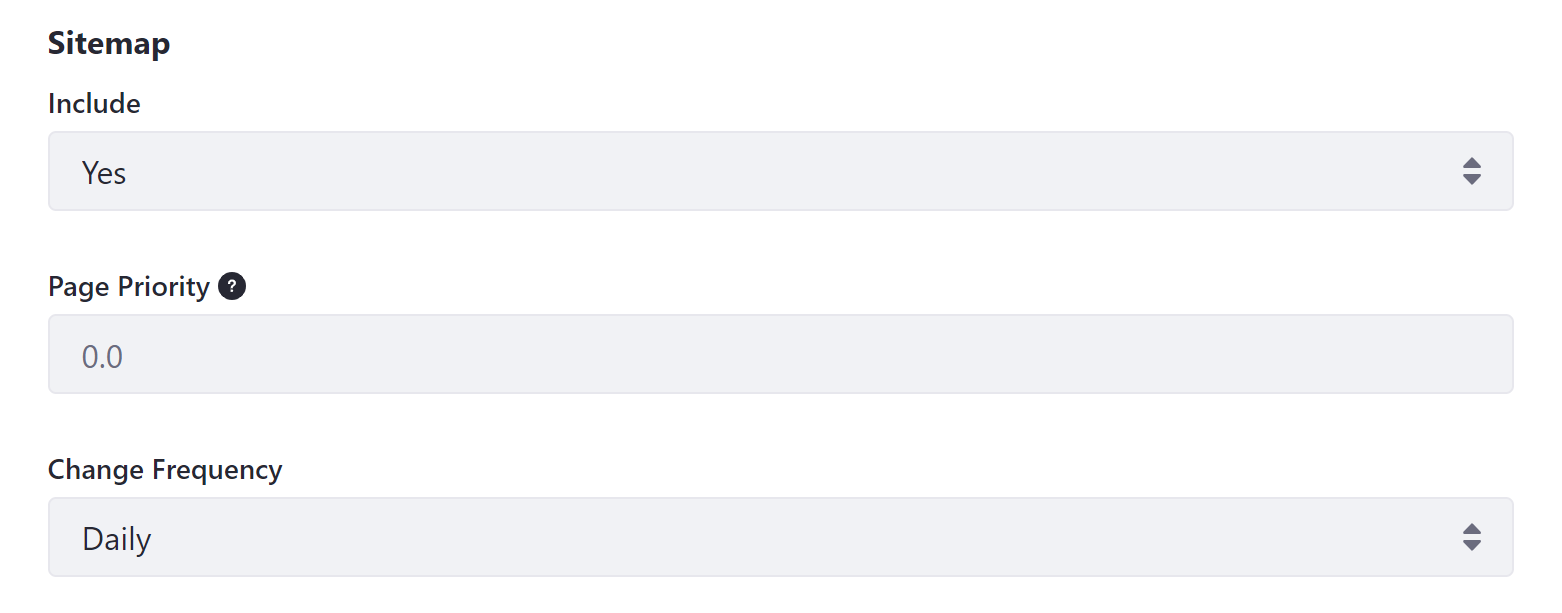 Sitemap
Include
Yes
Page Priority ?
0.0
Change Frequency
Daily